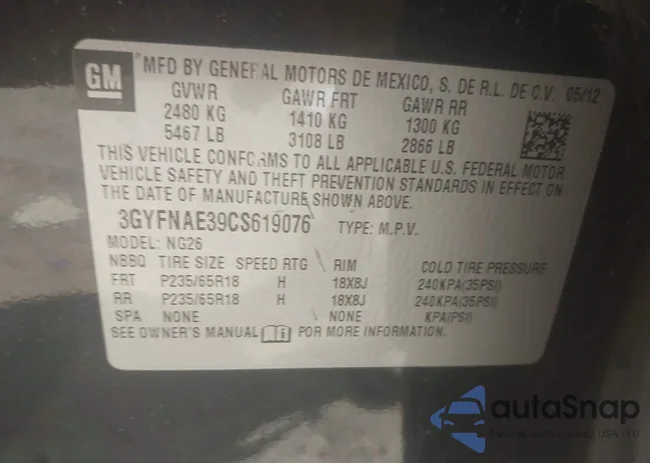 GM
MFD BY GENERAL MOTORS DE MEXICO, S. DE R.L. DE C.V. 05/12
GVWR GAWR FRT GAWR RR
2480 KG 1410 KG 1300 KG
5467 LB 3108 LB 2866 LB
THIS VEHICLE CONFORMS TO ALL APPLICABLE U.S. FEDERAL MOTOR
VEHICLE SAFETY AND THEFT PREVENTION STANDARDS IN EFFECT ON
THE DATE OF MANUFACTURE SHOWN ABOVE.
3GYFNAE39CS619076 TYPE: M.P.V.
MODEL: NG26
NBBQ TIRE SIZE SPEED RTG RIM COLD TIRE PRESSURE
FRT P235/65R18 H 18X8J 240KPA(35PSI)
RR P235/65R18 H 18X8J 240KPA(35PSI)
SPA NONE NONE KPA(PSI)
SEE OWNER'S MANUAL FOR MORE INFORMATION.
autaSnap